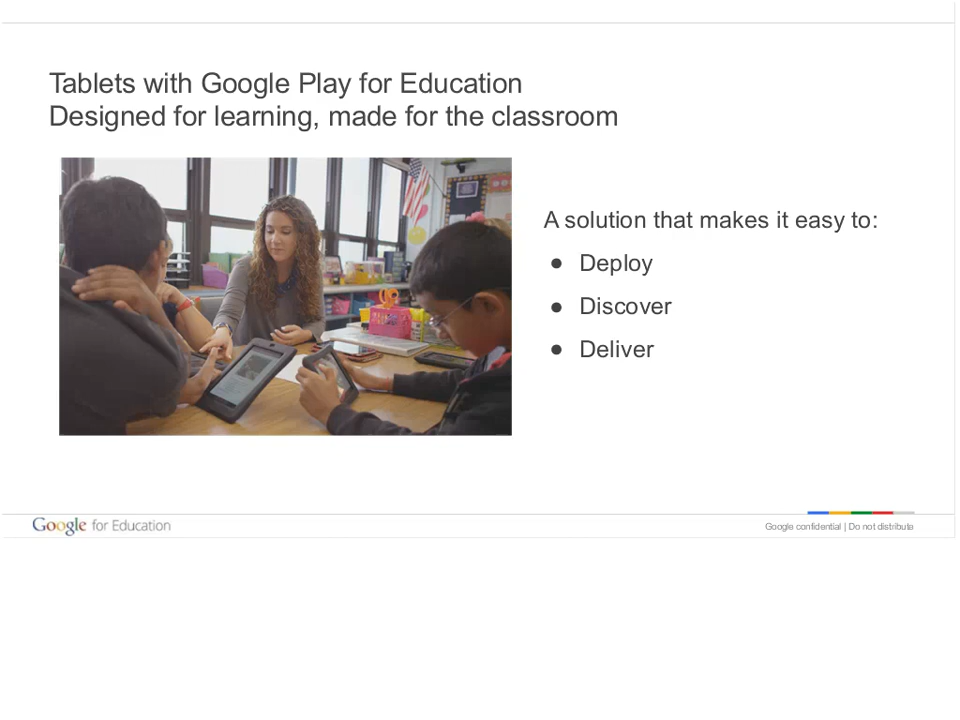 Tablets with Google Play for Education
Designed for learning, made for the classroom
A solution that makes it easy to:
● Deploy
● Discover
● Deliver
Google for Education
Google confidential | Do not distribute